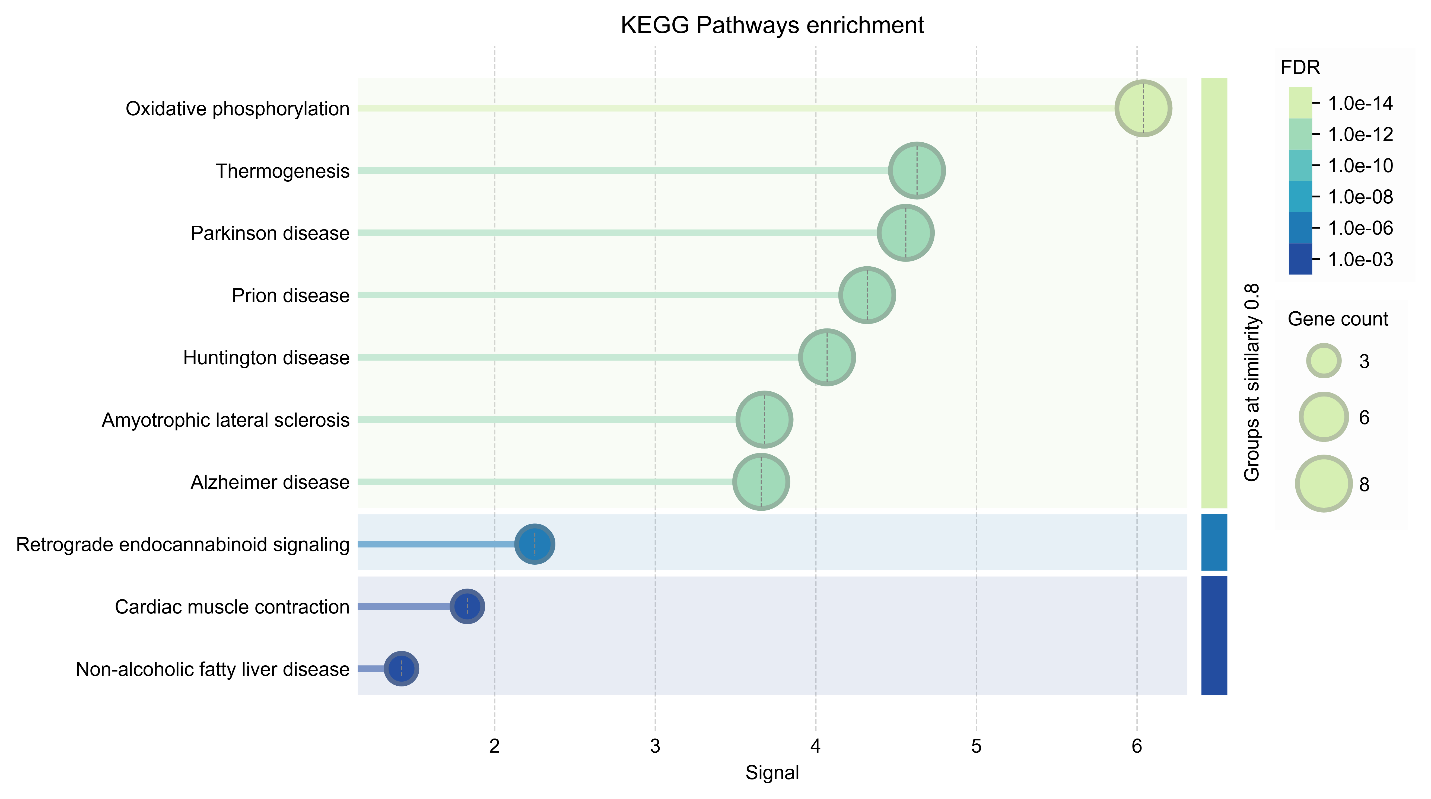 KEGG Pathways enrichment
Oxidative phosphorylation
Thermogenesis
Parkinson disease
Prion disease
Huntington disease
Amyotrophic lateral sclerosis
Alzheimer disease
Retrograde endocannabinoid signaling
Cardiac muscle contraction
Non-alcoholic fatty liver disease
2 3 4 5 6
Signal
Groups at similarity 0.8
FDR
1.0e-14
1.0e-12
1.0e-10
1.0e-08
1.0e-06
1.0e-03
Gene count
3
6
8